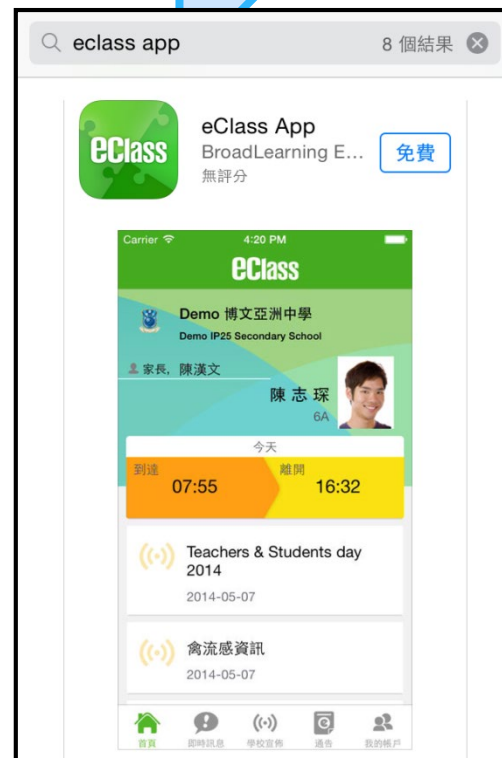 eclass app 8 個結果
eClass
eClass App
BroadLearning E...
免費
無評分
Carrier 4:20 PM
eClass
Demo 博文亞洲中學
Demo IP25 Secondary School
家長, 陳漢文
陳志琛
6A
今天
到達 離開
07:55 16:32
Teachers & Students day
2014
2014-05-07
禽流感資訊
2014-05-07
首頁 即時訊息 學校宣佈 通告 我的帳戶